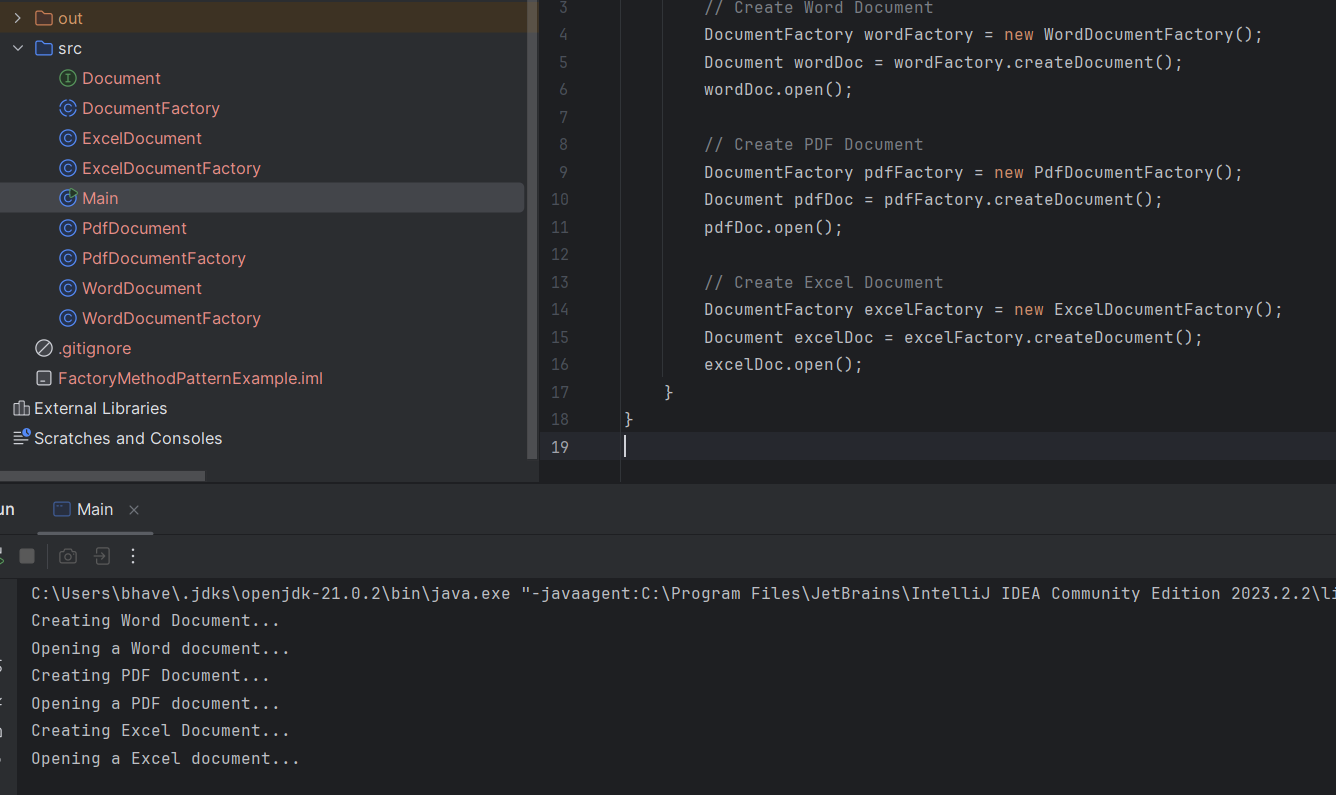 out
src
Document
DocumentFactory
ExcelDocument
ExcelDocumentFactory
Main
PdfDocument
PdfDocumentFactory
WordDocument
WordDocumentFactory
.gitignore
FactoryMethodPatternExample.iml
External Libraries
Scratches and Consoles
3 // Create Word Document
4 DocumentFactory wordFactory = new WordDocumentFactory();
5 Document wordDoc = wordFactory.createDocument();
6 wordDoc.open();
7
8 // Create PDF Document
9 DocumentFactory pdfFactory = new PdfDocumentFactory();
10 Document pdfDoc = pdfFactory.createDocument();
11 pdfDoc.open();
12
13 // Create Excel Document
14 DocumentFactory excelFactory = new ExcelDocumentFactory();
15 Document excelDoc = excelFactory.createDocument();
16 excelDoc.open();
17 }
18 }
19
un Main
C:\Users\bhave\.jdks\openjdk-21.0.2\bin\java.exe "-javaagent:C:\Program Files\JetBrains\IntelliJ IDEA Community Edition 2023.2.2\li
Creating Word Document...
Opening a Word document...
Creating PDF Document...
Opening a PDF document...
Creating Excel Document...
Opening a Excel document...